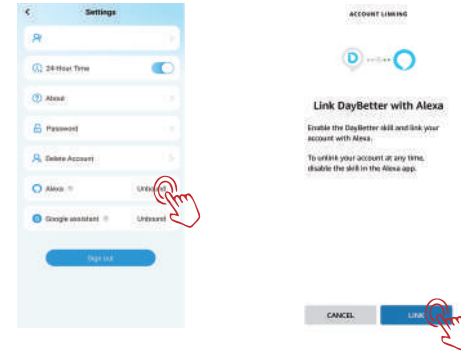 Settings
24-Hour Time
About
Password
Delete Account
Alexa
Unbound
Google assistant
Unbound
Sign out
ACCOUNT LINKING
D
Link DayBetter with Alexa
Enable the DayBetter skill and link your
account with Alexa.
To unlink your account at any time,
disable the skill in the Alexa app.
CANCEL
LINK